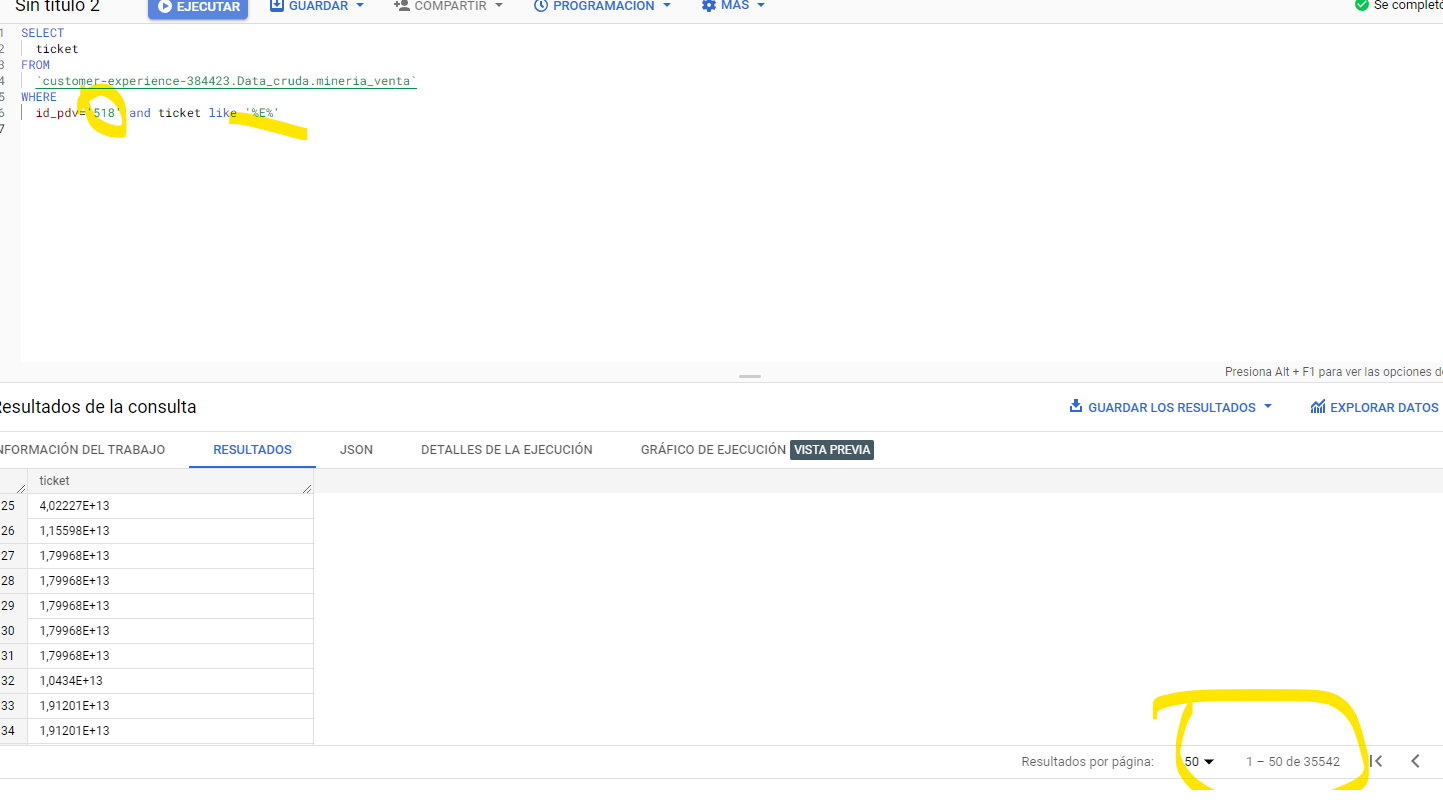 Sin título 2 EJECUTAR GUARDAR COMPARTIR PROGRAMACIÓN MÁS Se completó
1 SELECT
2 ticket
3 FROM
4 `customer-experience-384423.Data_cruda.mineria_venta`
5 WHERE
6 id_pdv='518' and ticket like '%E%'
7
Presiona Alt + F1 para ver las opciones de
Resultados de la consulta GUARDAR LOS RESULTADOS EXPLORAR DATOS
NFORMACIÓN DEL TRABAJO RESULTADOS JSON DETALLES DE LA EJECUCIÓN GRÁFICO DE EJECUCIÓN VISTA PREVIA
ticket
25 4,02227E+13
26 1,15598E+13
27 1,79968E+13
28 1,79968E+13
29 1,79968E+13
30 1,79968E+13
31 1,79968E+13
32 1,0434E+13
33 1,91201E+13
34 1,91201E+13
Resultados por página: 50 1 – 50 de 35542